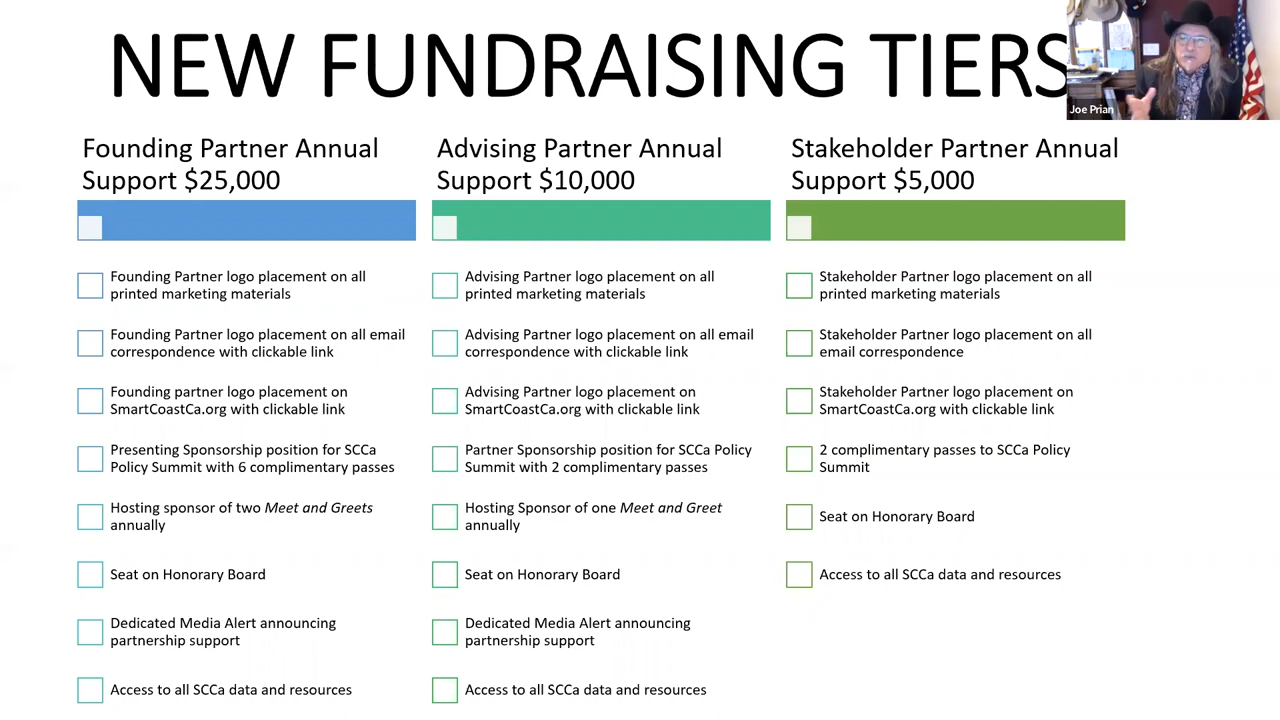 NEW FUNDRAISING TIERS
Joe Prian
Founding Partner Annual
Support $25,000
Founding Partner logo placement on all
printed marketing materials
Founding Partner logo placement on all email
correspondence with clickable link
Founding partner logo placement on
SmartCoastCa.org with clickable link
Presenting Sponsorship position for SCCa
Policy Summit with 6 complimentary passes
Hosting sponsor of two Meet and Greets
annually
Seat on Honorary Board
Dedicated Media Alert announcing
partnership support
Access to all SCCa data and resources
Advising Partner Annual
Support $10,000
Advising Partner logo placement on all
printed marketing materials
Advising Partner logo placement on all email
correspondence with clickable link
Advising Partner logo placement on
SmartCoastCa.org with clickable link
Partner Sponsorship position for SCCa Policy
Summit with 2 complimentary passes
Hosting Sponsor of one Meet and Greet
annually
Seat on Honorary Board
Dedicated Media Alert announcing
partnership support
Access to all SCCa data and resources
Stakeholder Partner Annual
Support $5,000
Stakeholder Partner logo placement on all
printed marketing materials
Stakeholder Partner logo placement on all
email correspondence
Stakeholder Partner logo placement on
SmartCoastCa.org with clickable link
2 complimentary passes to SCCa Policy
Summit
Seat on Honorary Board
Access to all SCCa data and resources